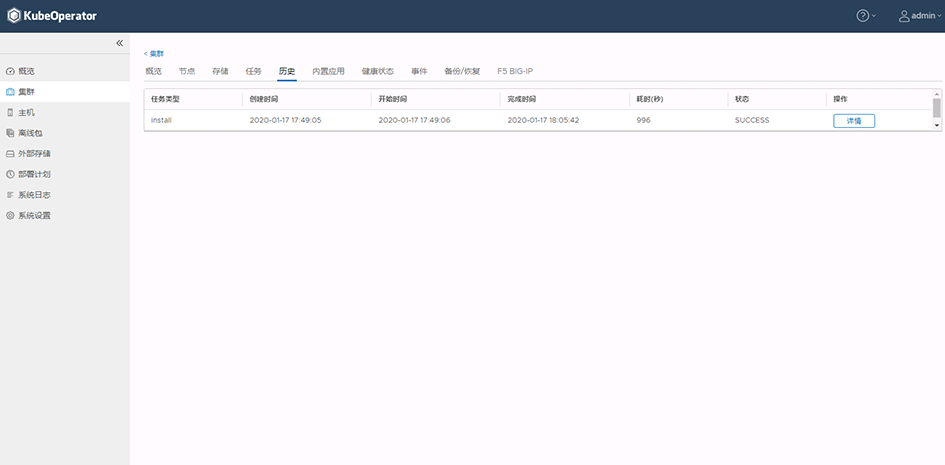 KubeOperator
admin
概览
集群
主机
离线包
外部存储
部署计划
系统日志
系统设置
< 集群
概览 节点 存储 任务 历史 内置应用 健康状态 事件 备份/恢复 F5 BIG-IP
任务类型 创建时间 开始时间 完成时间 耗时(秒) 状态 操作
install 2020-01-17 17:49:05 2020-01-17 17:49:06 2020-01-17 18:05:42 996 SUCCESS 详情